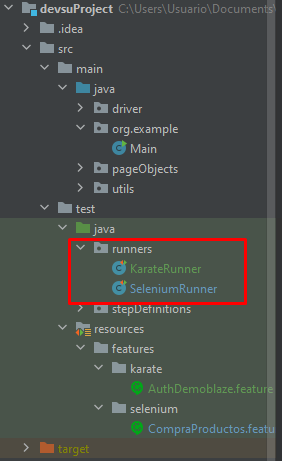 devsuProject C:\Users\Usuario\Documents\
.idea
src
main
java
driver
org.example
Main
pageObjects
utils
test
java
runners
KarateRunner
SeleniumRunner
stepDefinitions
resources
features
karate
AuthDemoblaze.feature
selenium
CompraProductos.featu
target